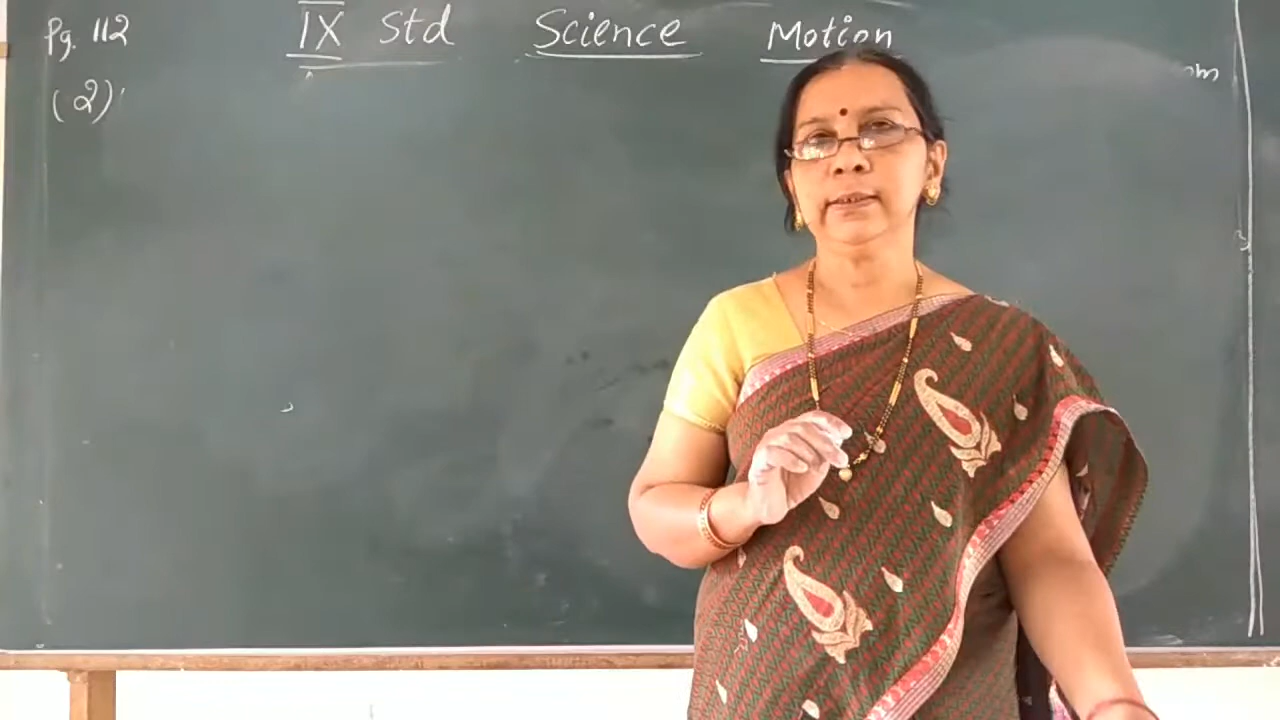 Pg. 112 IX Std Science Motion
(2)